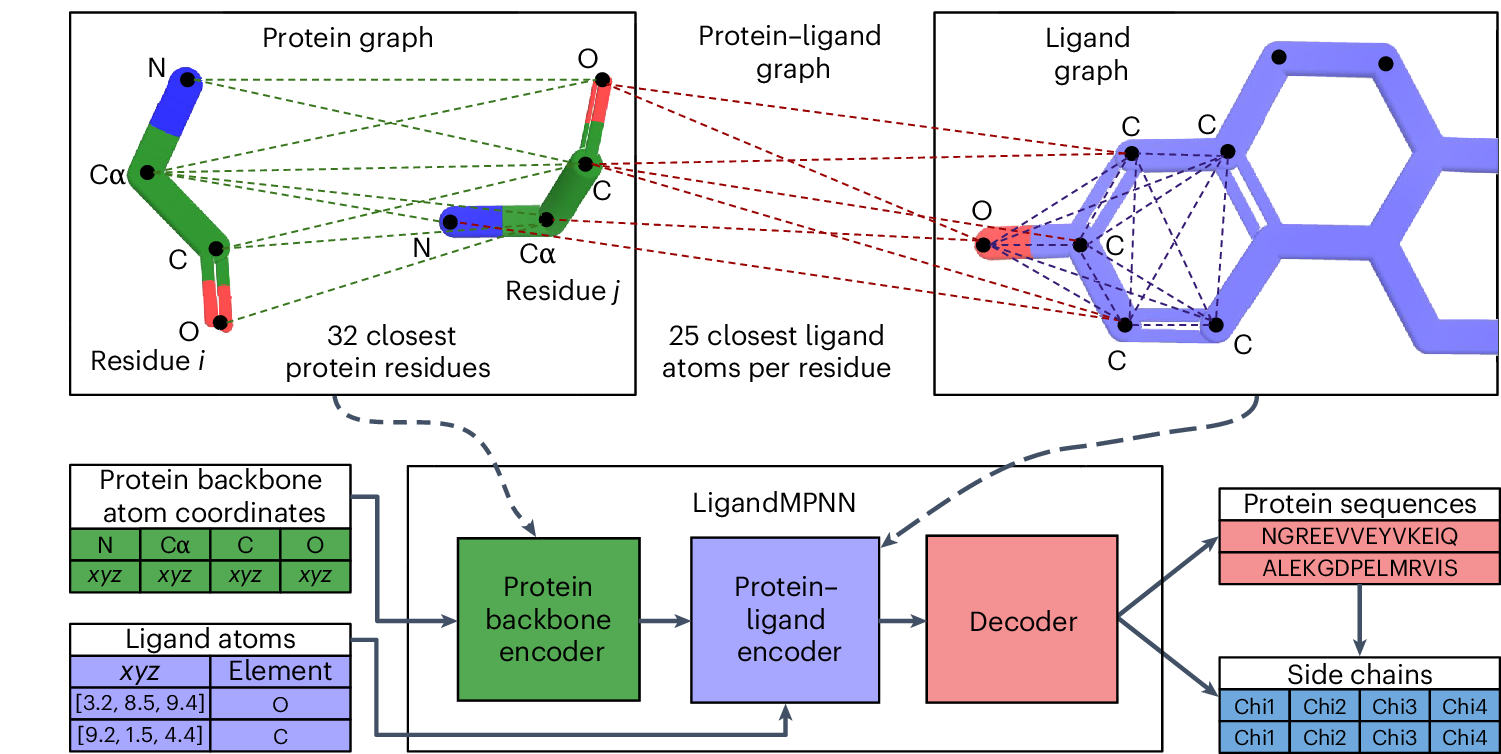 Protein graph
N
Cα
C
O
Residue i
O
C
N
Cα
Residue j
32 closest
protein residues
Protein–ligand
graph
25 closest ligand
atoms per residue
Ligand
graph
C
C
O
C
C
C
Protein backbone
atom coordinates
N Cα C O
xyz xyz xyz xyz
Ligand atoms
xyz Element
[3.2, 8.5, 9.4] O
[9.2, 1.5, 4.4] C
LigandMPNN
Protein
backbone
encoder
Protein–
ligand
encoder
Decoder
Protein sequences
NGREEVVEYVKEIQ
ALEKGDPELMRVIS
Side chains
Chi1 Chi2 Chi3 Chi4
Chi1 Chi2 Chi3 Chi4